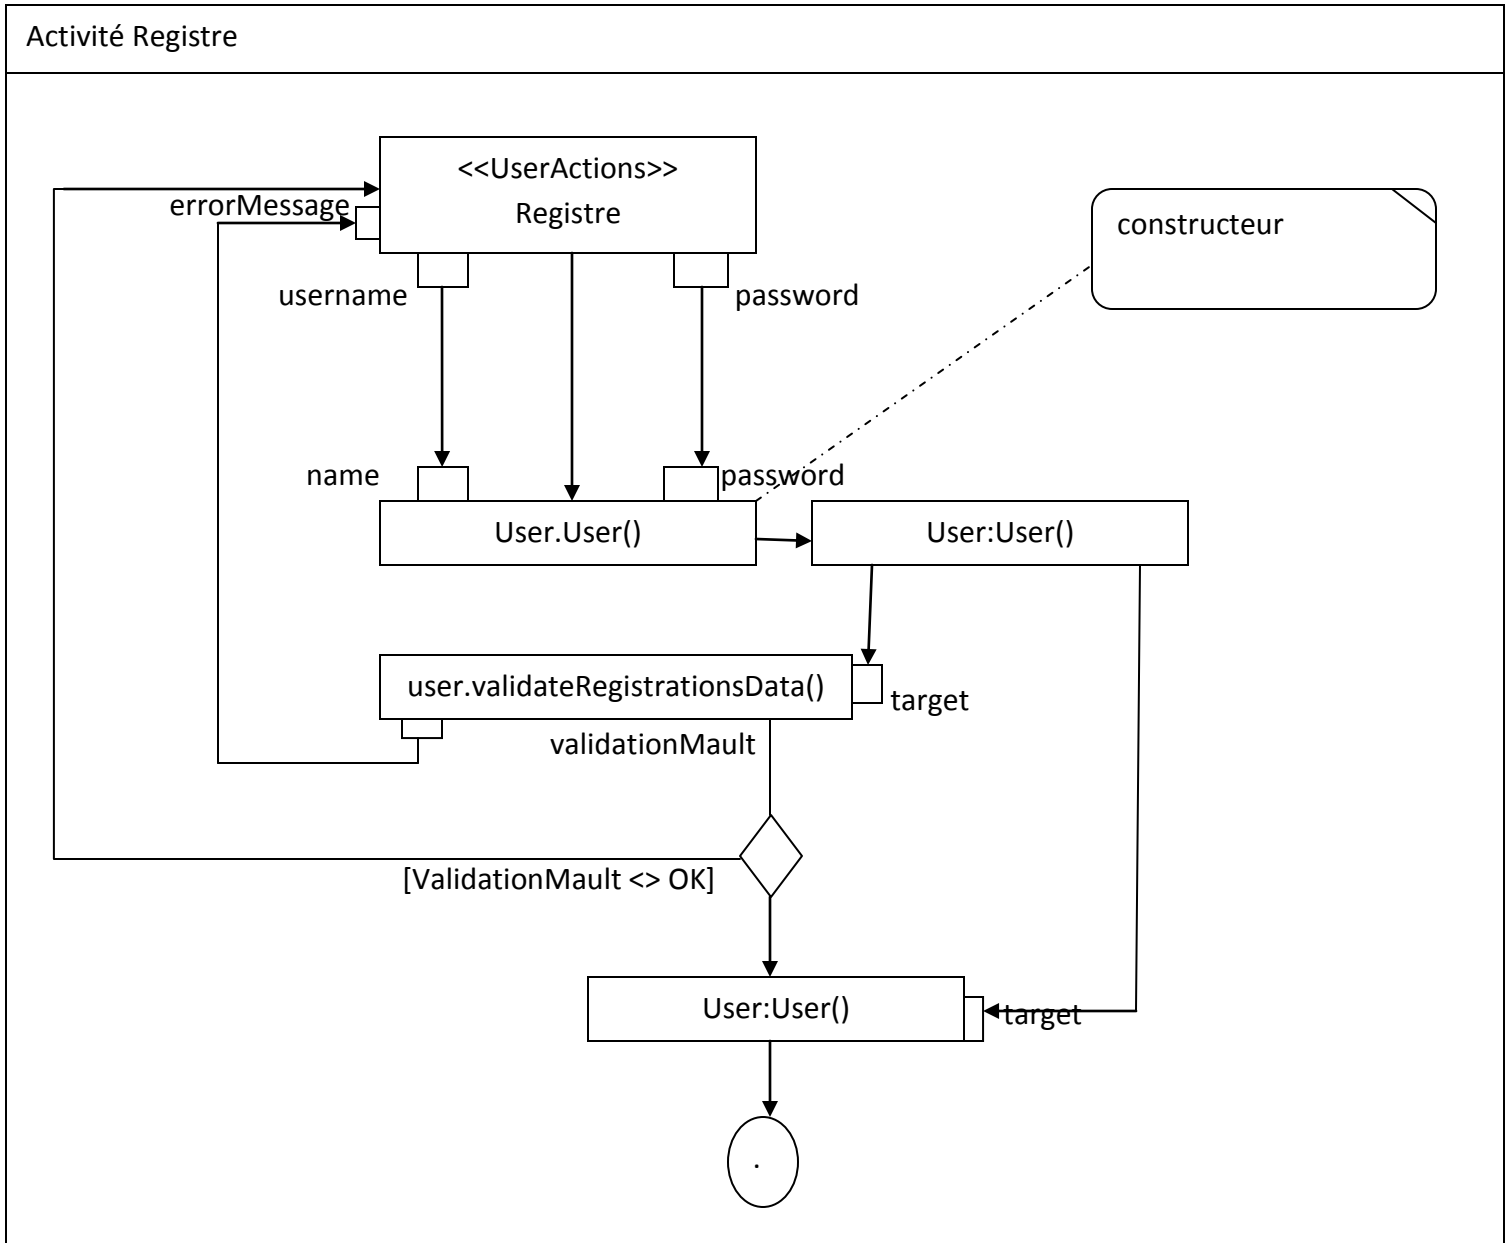 Activité Registre
<<UserActions>>
Registre
errorMessage
constructeur
username
password
name
password
User.User()
User:User()
user.validateRegistrationsData()
target
validationMault
[ValidationMault <> OK]
User:User()
target
.